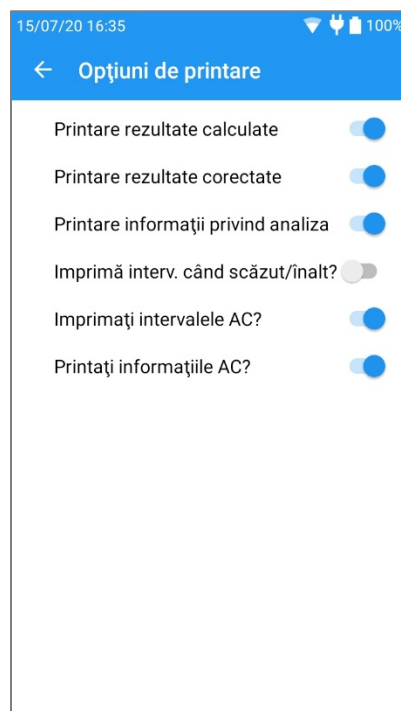 15/07/20 16:35 100%
Opţiuni de printare
Printare rezultate calculate
Printare rezultate corectate
Printare informaţii privind analiza
Imprimă interv. când scăzut/înalt?
Imprimaţi intervalele AC?
Printaţi informaţiile AC?